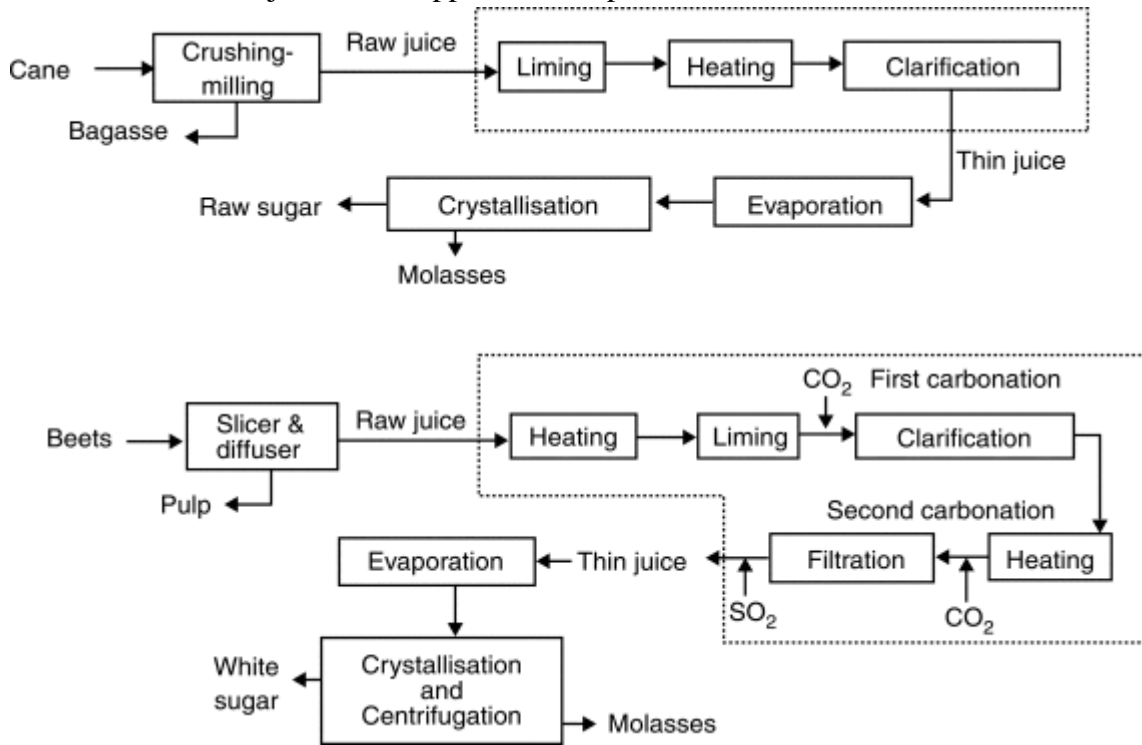 Cane
Crushing-
milling
Raw juice
Liming
Heating
Clarification
Bagasse
Thin juice
Raw sugar
Crystallisation
Evaporation
Molasses
Beets
Slicer &
diffuser
Raw juice
Heating
Liming
CO2
First carbonation
Clarification
Pulp
Second carbonation
Evaporation
Thin juice
Filtration
Heating
SO2
CO2
White
sugar
Crystallisation
and
Centrifugation
Molasses